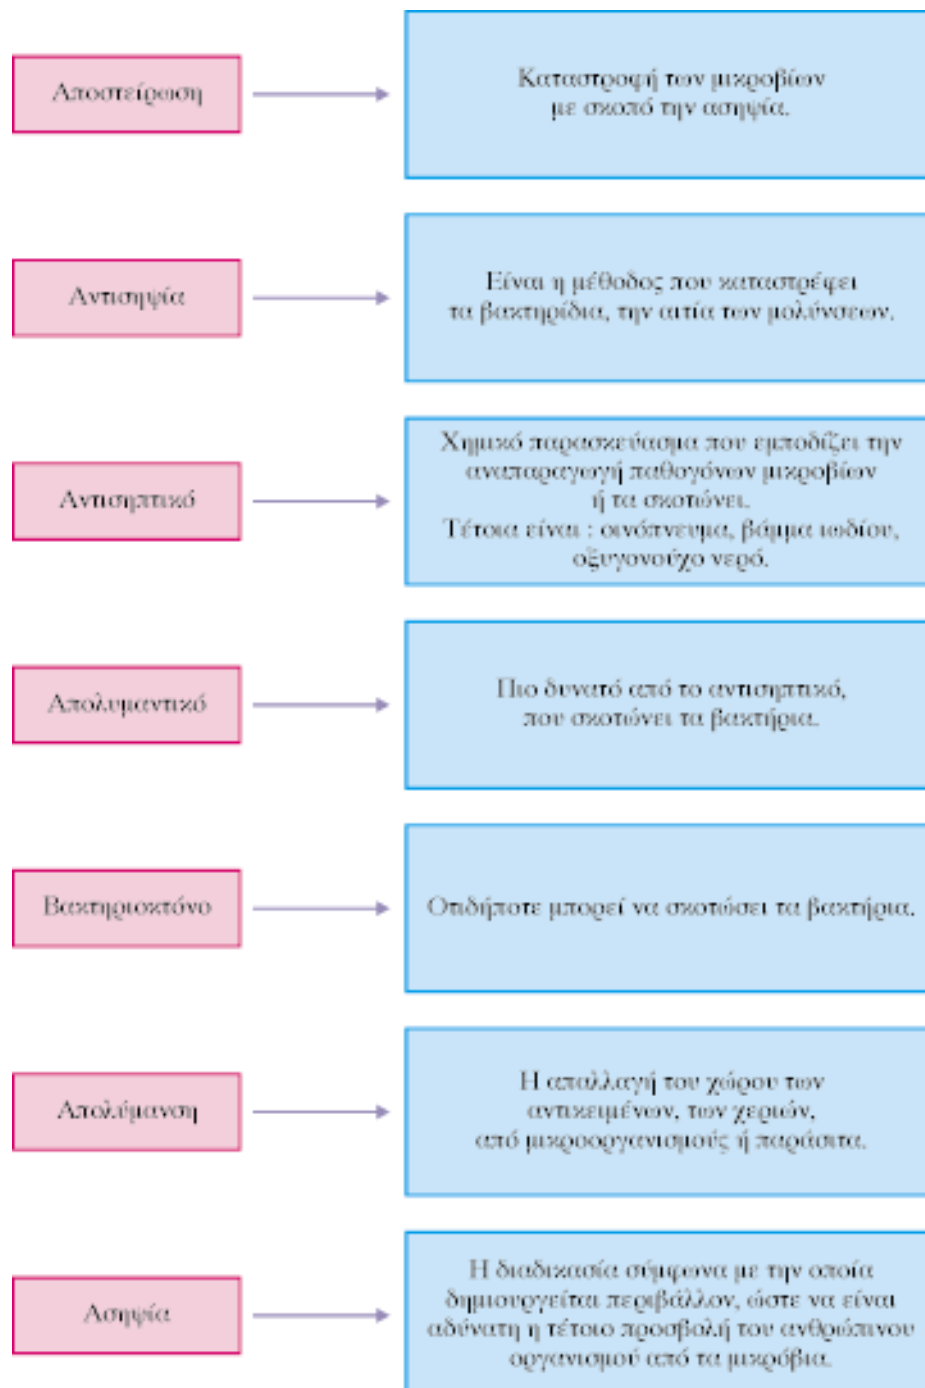 Αποστείρωση
Καταστροφή των μικροβίων
με σκοπό την ασηψία.
Αντισηψία
Είναι η μέθοδος που καταστρέφει
τα βακτηρίδια, την αιτία των μολύνσεων.
Αντισηπτικό
Χημικό παρασκεύασμα που εμποδίζει την
αναπαραγωγή παθογόνων μικροβίων
ή τα σκοτώνει.
Τέτοια είναι : οινόπνευμα, βάμμα ιωδίου,
οξυγονούχο νερό.
Απολυμαντικό
Πιο δυνατό από το αντισηπτικό,
που σκοτώνει τα βακτήρια.
Βακτηριοκτόνο
Οτιδήποτε μπορεί να σκοτώσει τα βακτήρια.
Απολύμανση
Η απαλλαγή του χώρου των
αντικειμένων, των χεριών,
από μικροοργανισμούς ή παράσιτα.
Ασηψία
Η διαδικασία σύμφωνα με την οποία
δημιουργείται περιβάλλον, ώστε να είναι
αδύνατη η τέτοιο προσβολή του ανθρώπινου
οργανισμού από τα μικρόβια.